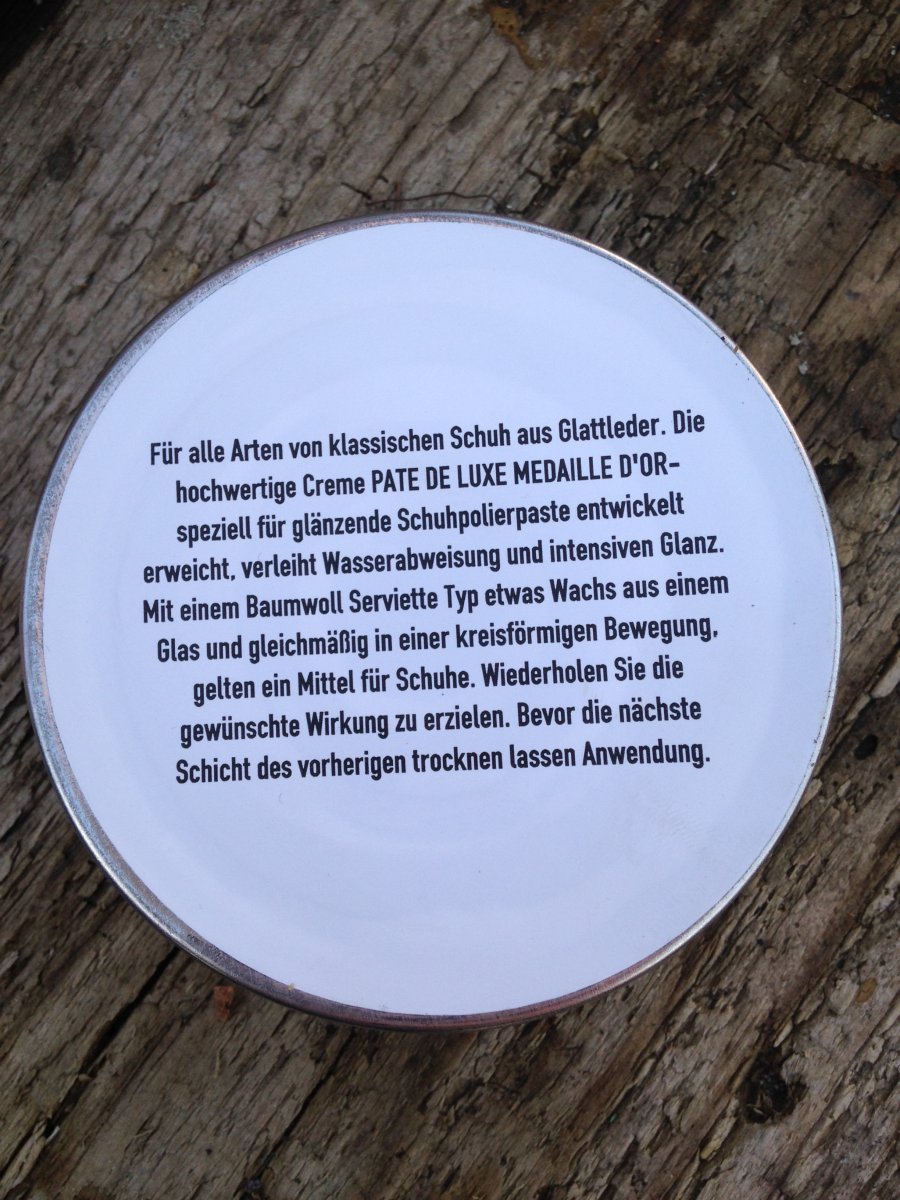 Für alle Arten von klassischen Schuh aus Glattleder. Die
hochwertige Creme PATE DE LUXE MEDAILLE D'OR-
speziell für glänzende Schuhpolierpaste entwickelt
erweicht, verleiht Wasserabweisung und intensiven Glanz.
Mit einem Baumwoll Serviette Typ etwas Wachs aus einem
Glas und gleichmäßig in einer kreisförmigen Bewegung,
gelten ein Mittel für Schuhe. Wiederholen Sie die
gewünschte Wirkung zu erzielen. Bevor die nächste
Schicht des vorherigen trocknen lassen Anwendung.